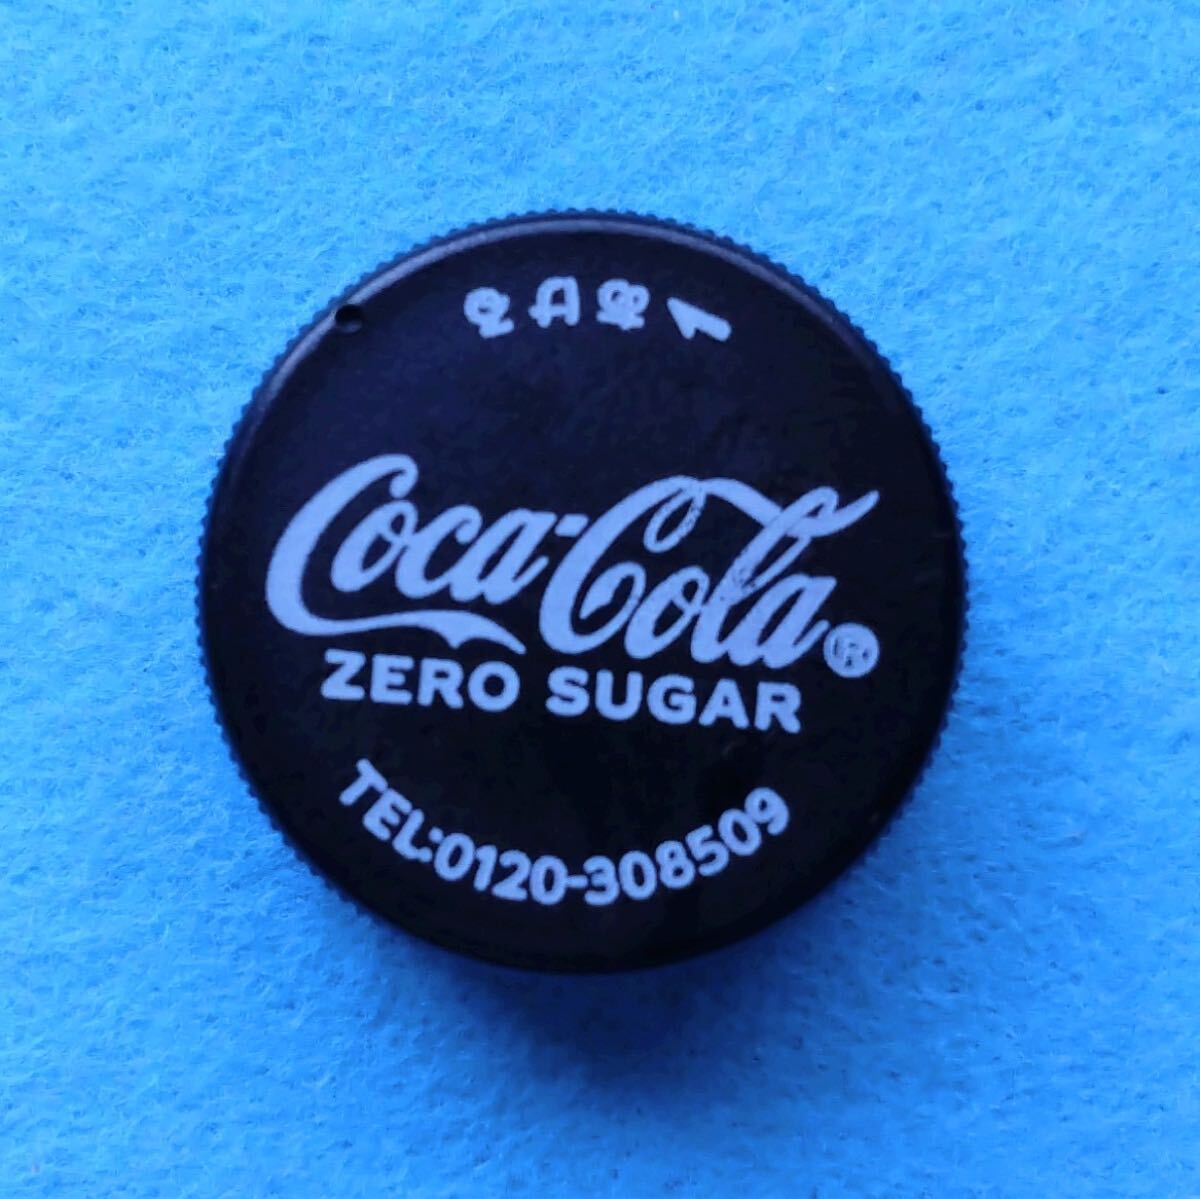 Coca-Cola®
ZERO SUGAR
TEL:0120-308509